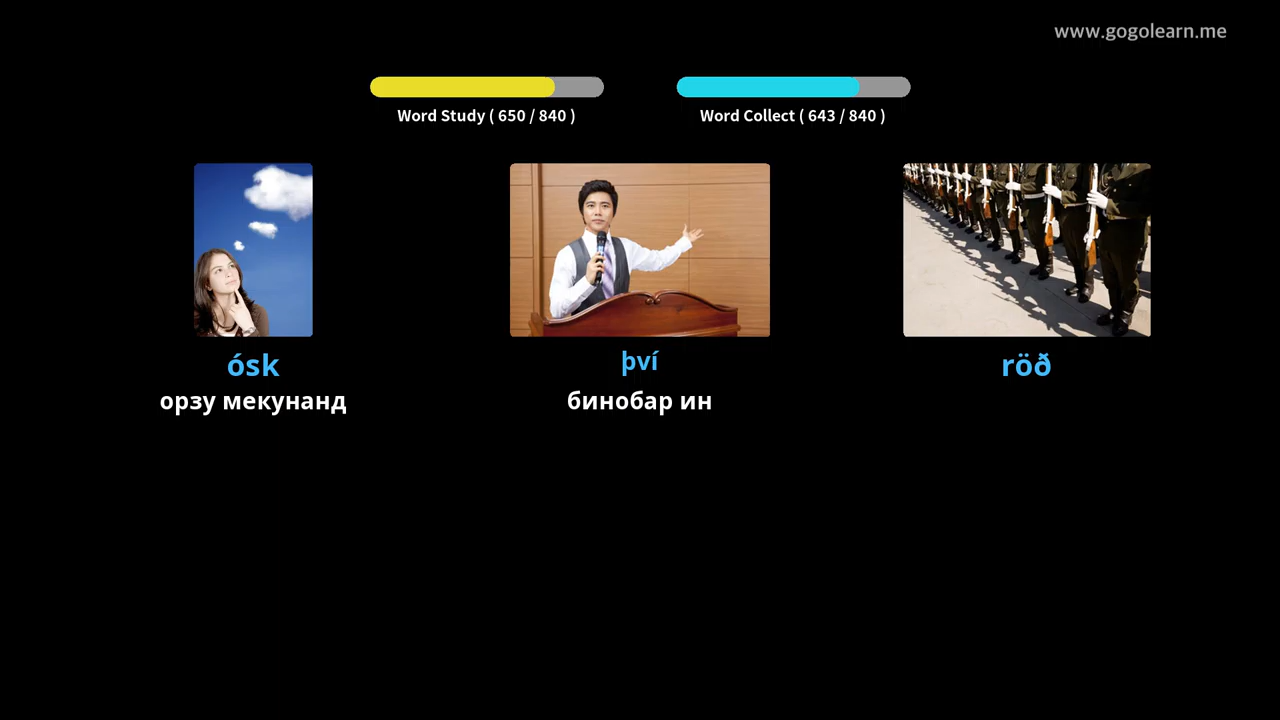 www.gogolearn.me
Word Study ( 650 / 840 )
Word Collect ( 643 / 840 )
ósk
því
röð
орзу мекунанд
бинобар ин